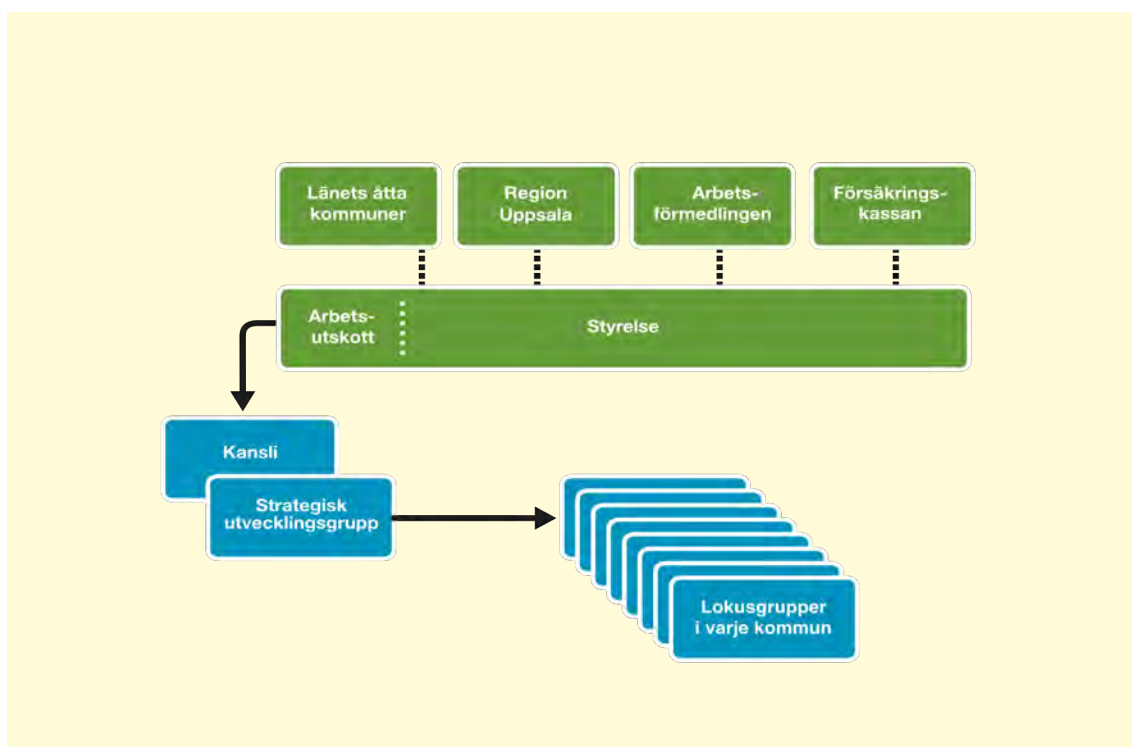 Länets åtta
kommuner
Region
Uppsala
Arbets-
förmedlingen
Försäkrings-
kassan
Arbets-
utskott
Styrelse
Kansli
Strategisk
utvecklingsgrupp
Lokusgrupper
i varje kommun